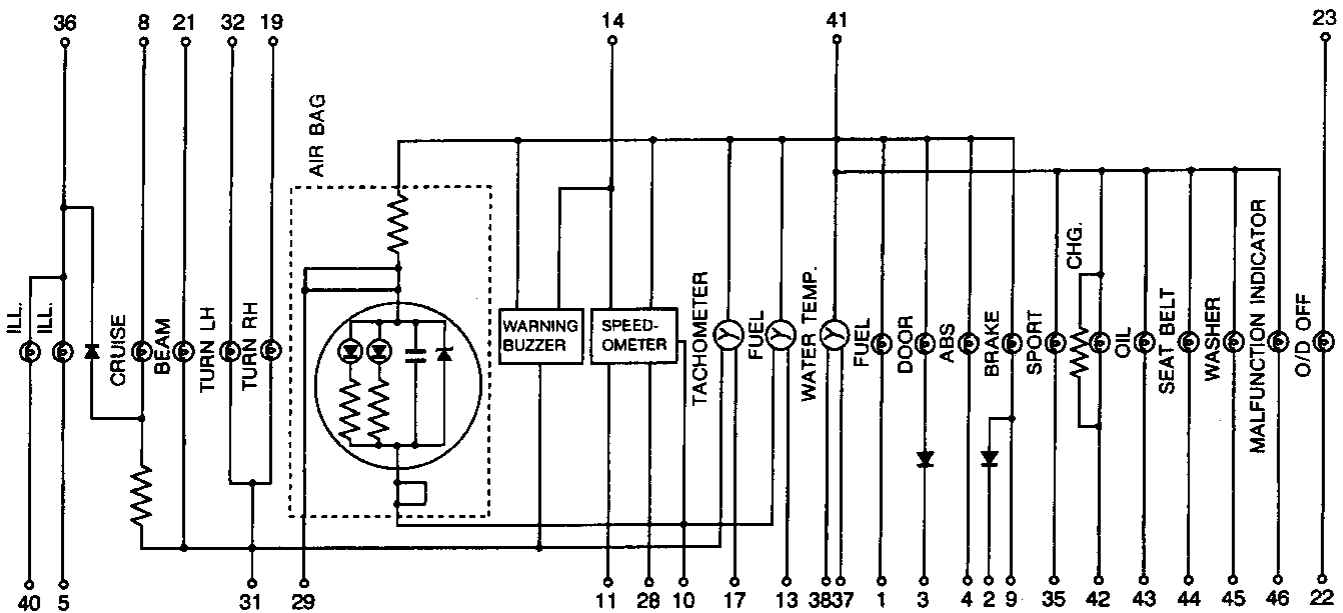 36 8 21 32 19 14 41 23
AIR BAG
ILL.
ILL.
CRUISE
BEAM
TURN LH
TURN RH
WARNING
BUZZER
SPEED-
OMETER
TACHOMETER
FUEL
WATER TEMP.
FUEL
DOOR
ABS
BRAKE
SPORT
CHG.
OIL
SEAT BELT
WASHER
MALFUNCTION INDICATOR
O/D OFF
40 5 31 29 11 28 10 17 13 38 37 1 3 4 2 9 35 42 43 44 45 46 22